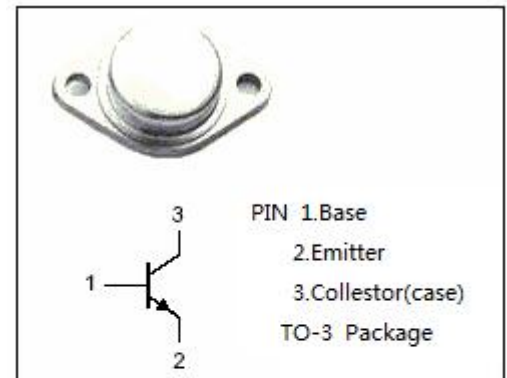 3
PIN 1.Base
2.Emitter
1
3.Collestor(case)
TO-3 Package
2